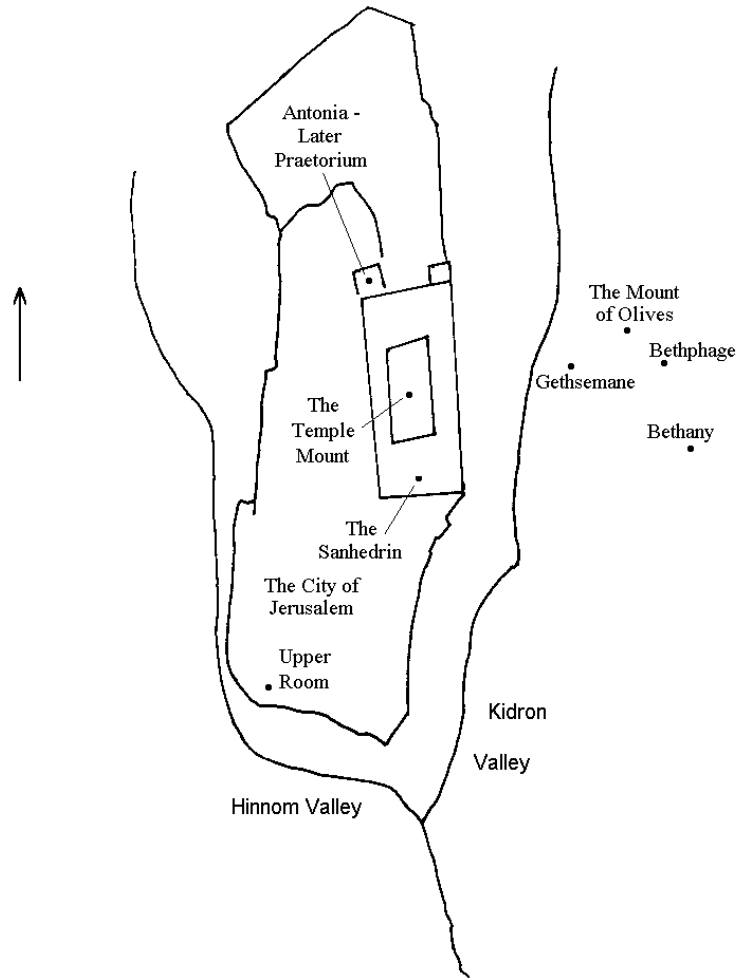 Antonia -
Later
Praetorium
The Mount
of Olives
Bethphage
Gethsemane
The
Temple
Mount
Bethany
The
Sanhedrin
The City of
Jerusalem
Upper
Room
Kidron
Valley
Hinnom Valley